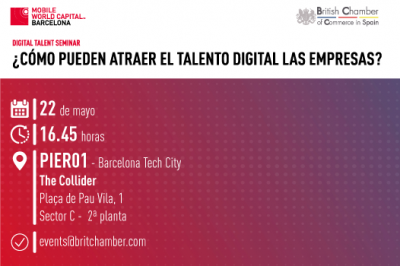 MOBILE
WORLD CAPITAL
BARCELONA
British Chamber
of Commerce in Spain
DIGITAL TALENT SEMINAR
¿CÓMO PUEDEN ATRAER EL TALENTO DIGITAL LAS EMPRESAS?
22 de mayo
16.45 horas
PIER01 - Barcelona Tech City
The Collider
Plaça de Pau Vila, 1
Sector C - 2ª planta
events@britchamber.com